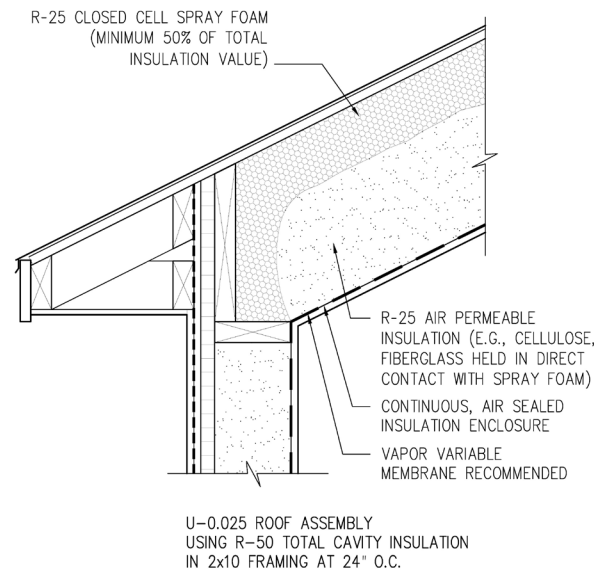 R-25 CLOSED CELL SPRAY FOAM
(MINIMUM 50% OF TOTAL
INSULATION VALUE)
R-25 AIR PERMEABLE
INSULATION (E.G., CELLULOSE,
FIBERGLASS HELD IN DIRECT
CONTACT WITH SPRAY FOAM)
CONTINUOUS, AIR SEALED
INSULATION ENCLOSURE
VAPOR VARIABLE
MEMBRANE RECOMMENDED
U-0.025 ROOF ASSEMBLY
USING R-50 TOTAL CAVITY INSULATION
IN 2x10 FRAMING AT 24" O.C.